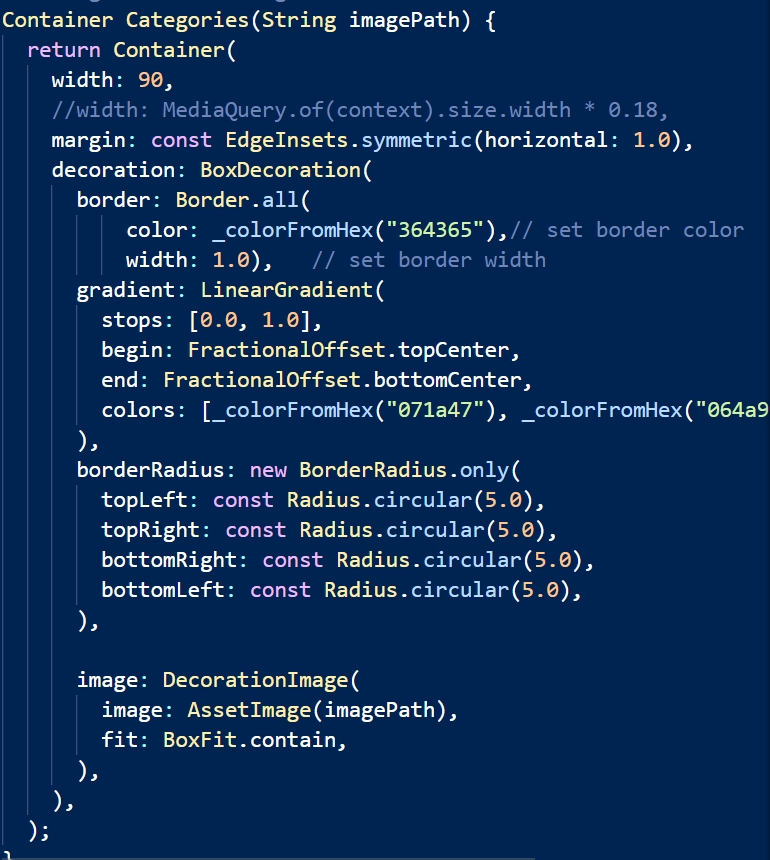 Container Categories(String imagePath) {
  return Container(
    width: 90,
    //width: MediaQuery.of(context).size.width * 0.18,
    margin: const EdgeInsets.symmetric(horizontal: 1.0),
    decoration: BoxDecoration(
      border: Border.all(
          color: _colorFromHex("364365"),// set border color
          width: 1.0),   // set border width
      gradient: LinearGradient(
        stops: [0.0, 1.0],
        begin: FractionalOffset.topCenter,
        end: FractionalOffset.bottomCenter,
        colors: [_colorFromHex("071a47"), _colorFromHex("064a9
      ),
      borderRadius: new BorderRadius.only(
        topLeft: const Radius.circular(5.0),
        topRight: const Radius.circular(5.0),
        bottomRight: const Radius.circular(5.0),
        bottomLeft: const Radius.circular(5.0),
      ),

      image: DecorationImage(
        image: AssetImage(imagePath),
        fit: BoxFit.contain,
      ),
    ),
  );
}